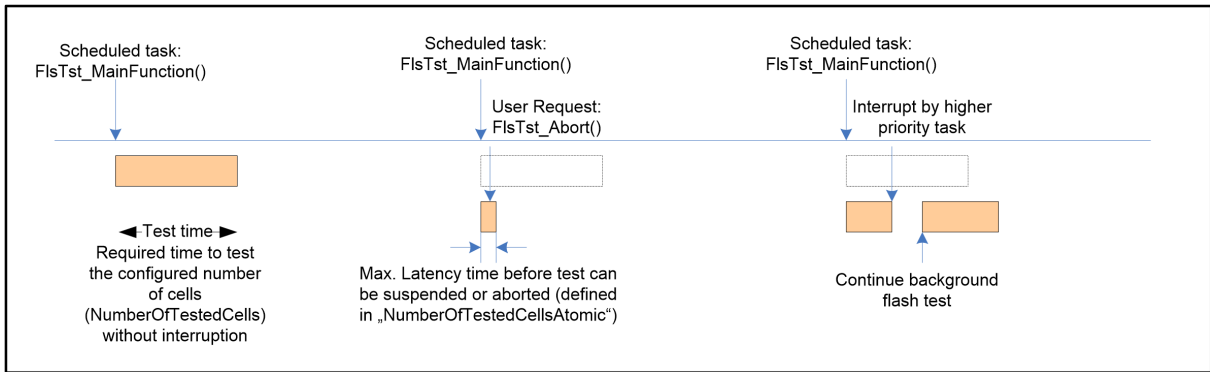 Scheduled task:
FlsTst_MainFunction()
Scheduled task:
FlsTst_MainFunction()
Scheduled task:
FlsTst_MainFunction()
User Request:
FlsTst_Abort()
Interrupt by higher
priority task
Test time
Required time to test
the configured number
of cells
(NumberOfTestedCells)
without interruption
Max. Latency time before test can
be suspended or aborted (defined
in „NumberOfTestedCellsAtomic“)
Continue background
flash test